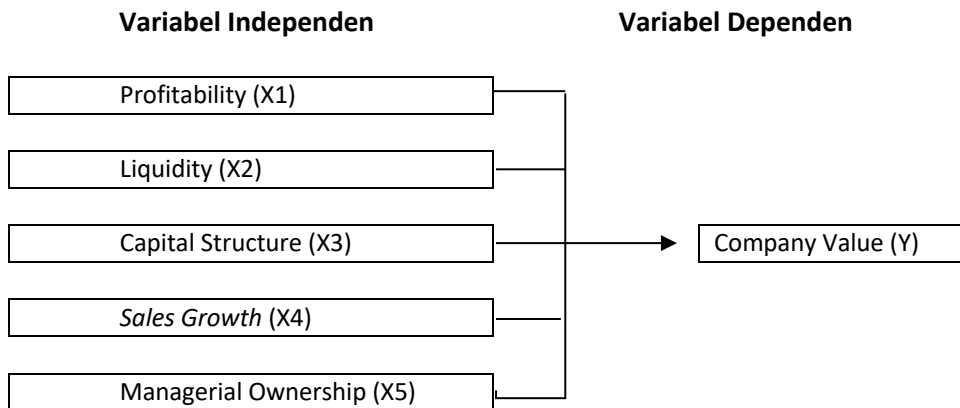 Variabel Independen
Variabel Dependen
Profitability (X1)
Liquidity (X2)
Capital Structure (X3)
Company Value (Y)
Sales Growth (X4)
Managerial Ownership (X5)